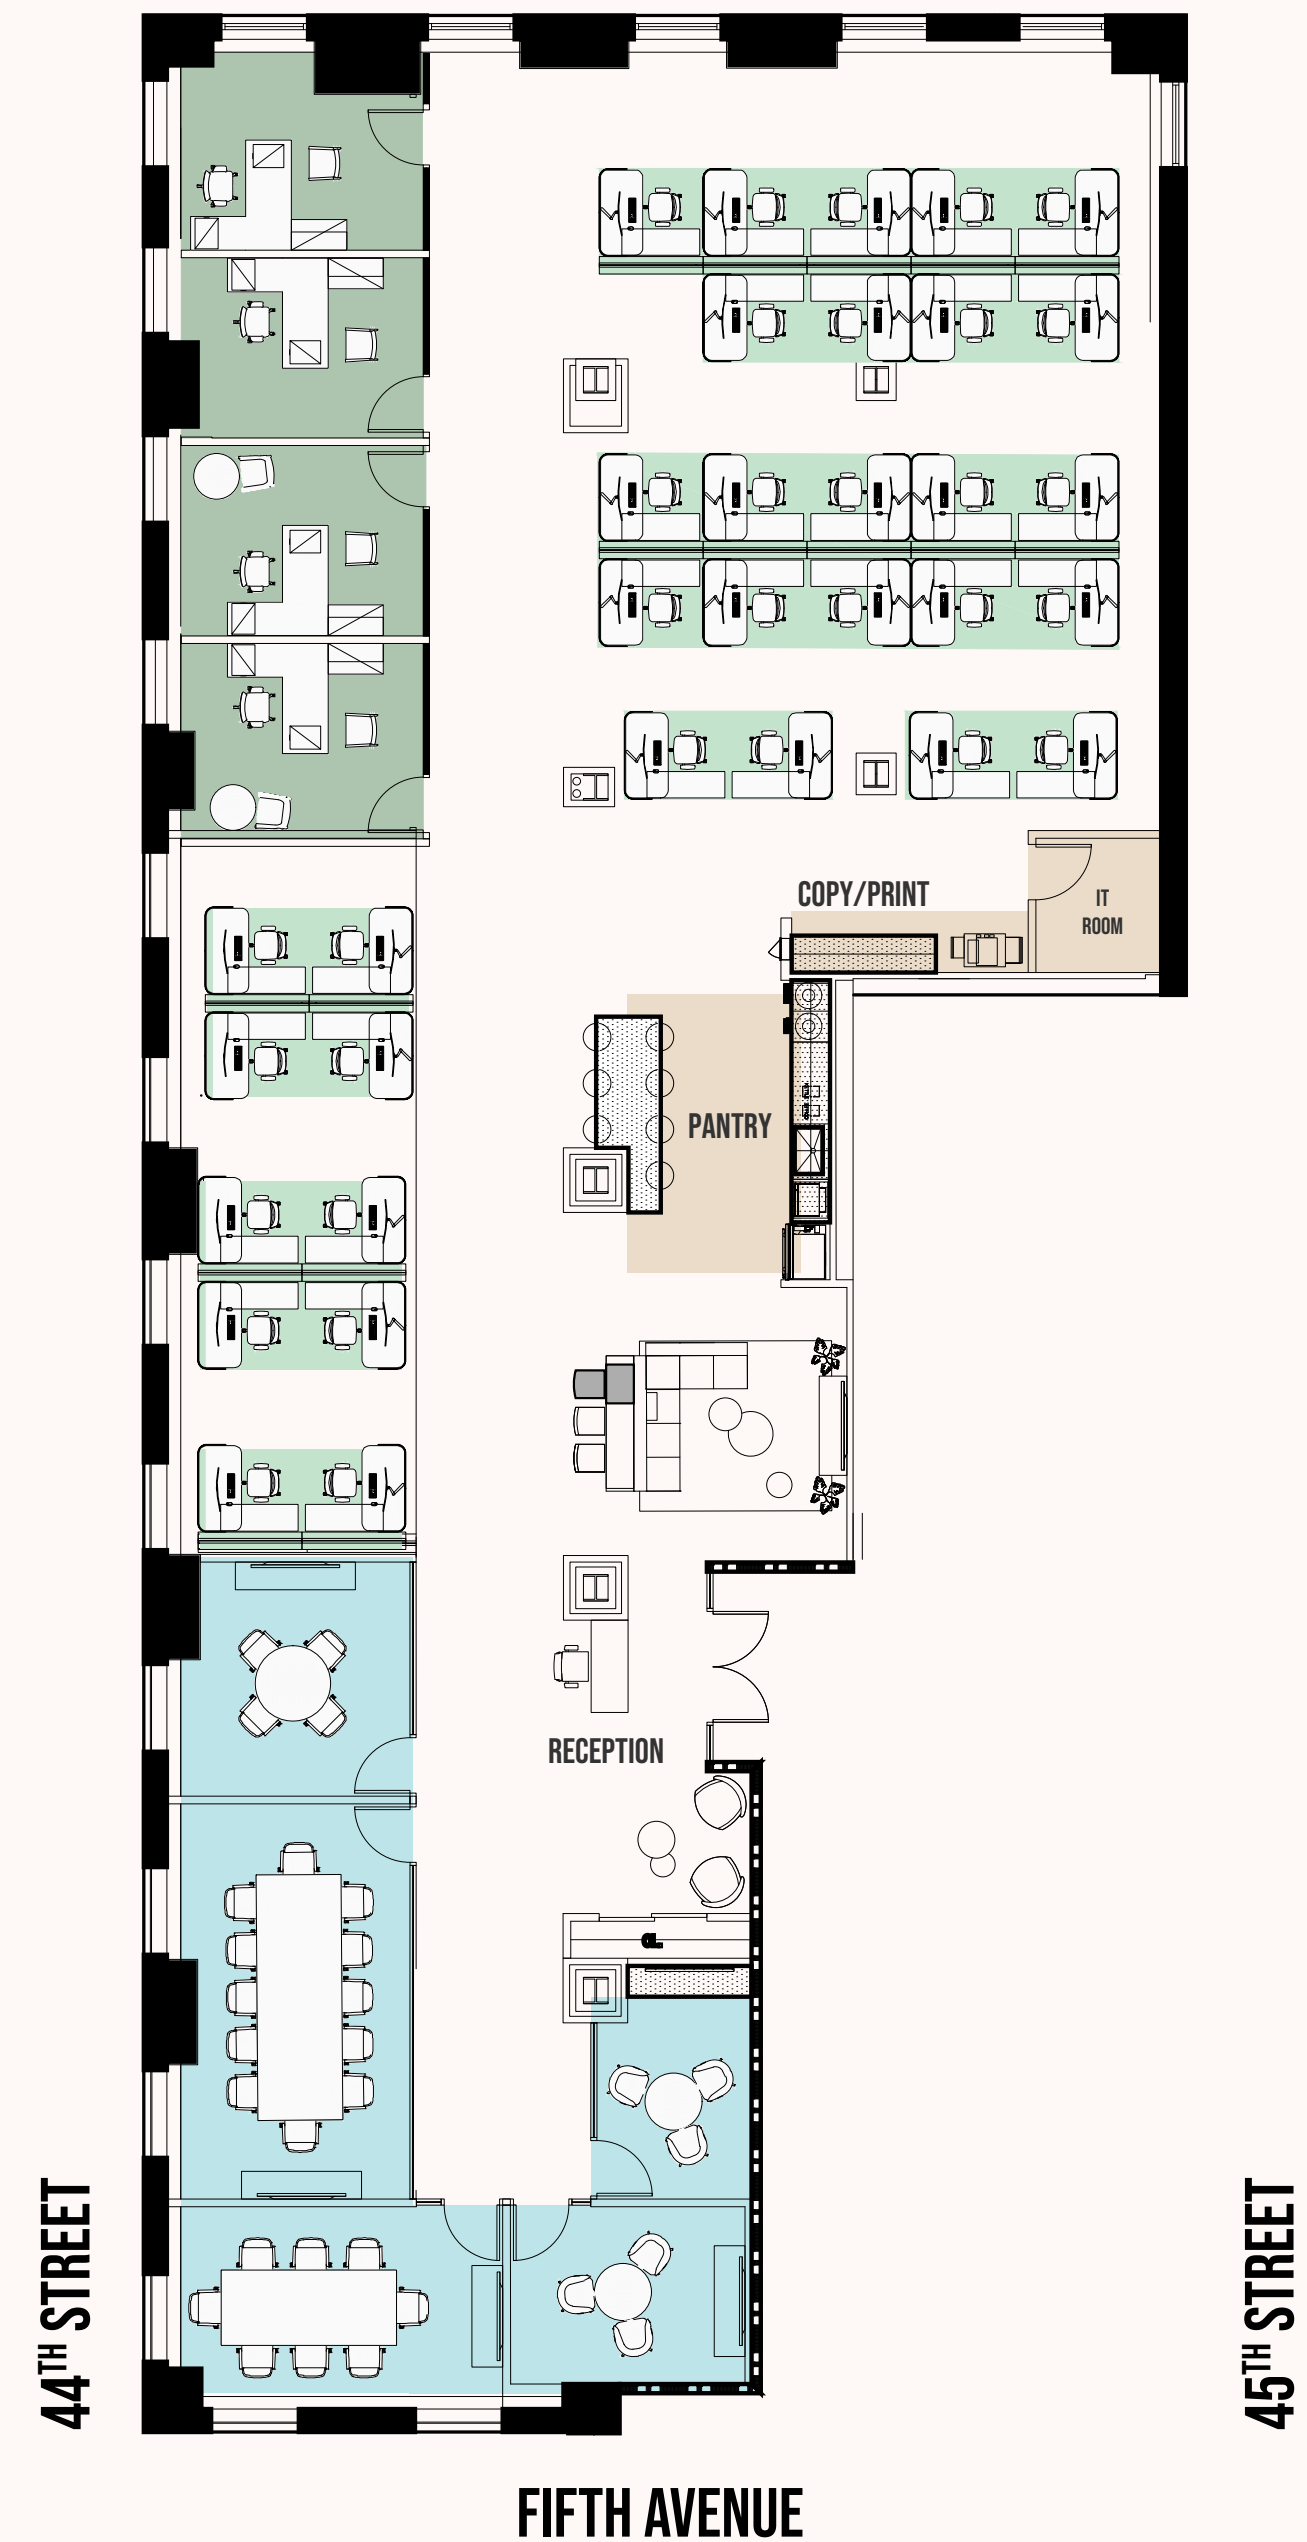 COPY/PRINT
IT
ROOM
PANTRY
RECEPTION
44TH STREET
45TH STREET
FIFTH AVENUE